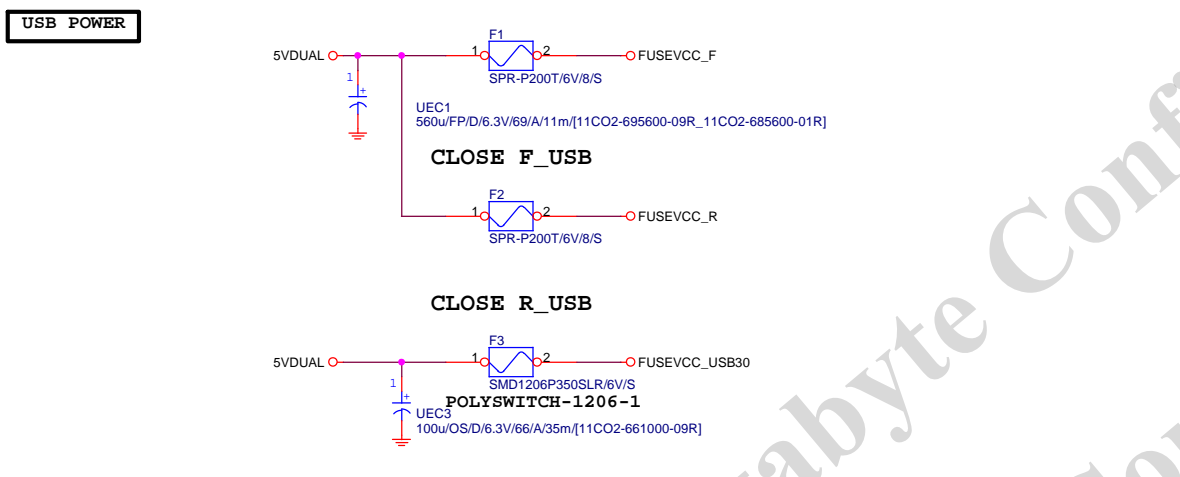 USB POWER
F1
5VDUAL
1
2
FUSEVCC_F
SPR-P200T/6V/8/S
1
+
UEC1
560u/FP/D/6.3V/69/A/11m/[11CO2-695600-09R_11CO2-685600-01R]
CLOSE F_USB
F2
1
2
FUSEVCC_R
SPR-P200T/6V/8/S
CLOSE R_USB
F3
5VDUAL
1
2
FUSEVCC_USB30
SMD1206P350SLR/6V/S
1
POLYSWITCH-1206-1
+
UEC3
100u/OS/D/6.3V/66/A/35m/[11CO2-661000-09R]
abyte Conf
Con